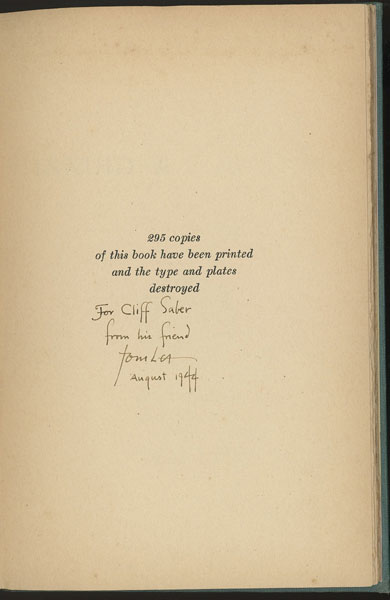 295 copies
of this book have been printed
and the type and plates
destroyed
For Cliff Saber
from his friend
Tom Lea
August 1944